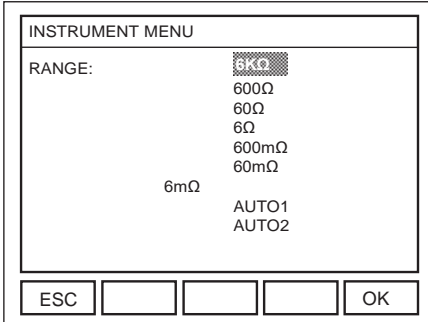 INSTRUMENT MENU
RANGE: 6KΩ
600Ω
60Ω
6Ω
600mΩ
60mΩ
6mΩ
AUTO1
AUTO2
ESC OK